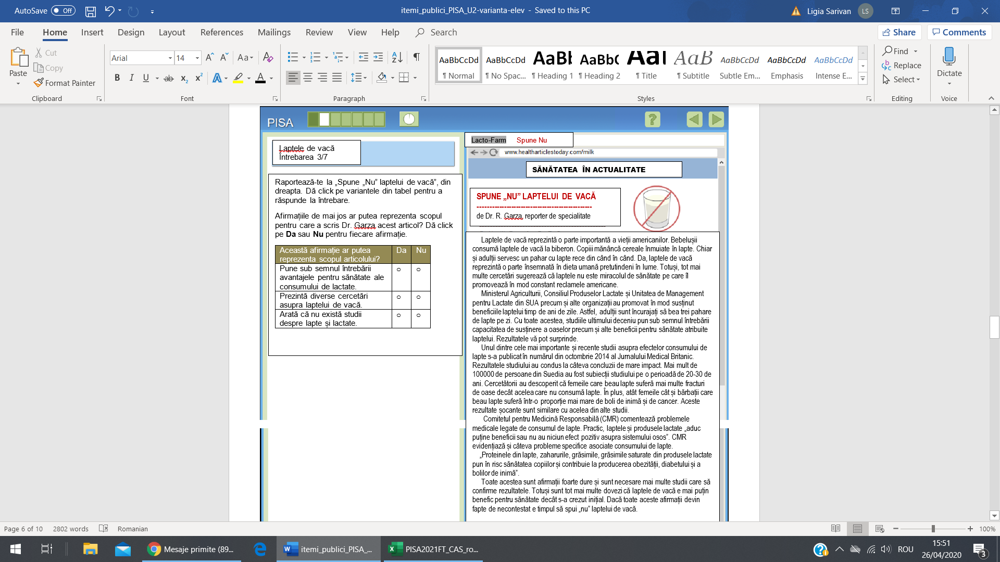 AutoSave Off
itemi_publici_PISA_U2-varianta-elev - Saved to this PC
Ligia Sarivan LS
File Home Insert Design Layout References Mailings Review View Help Search
Share Comments
Paste
Cut
Copy
Format Painter
Clipboard
Arial 14
Font
Paragraph
AaBbCcDd AaBbCcDd AaBb AaBbCc AaB AaB AaBbCcDd AaBbCcDd AaBbCcDd
¶ Normal ¶ No Spac... ¶ Heading 1 ¶ Heading 2 ¶ Title ¶ Subtitle Subtle Em... Emphasis Intense E...
Styles
Find
Replace
Select
Editing
Dictate
Voice
PISA
?
Laptele de vacă
Întrebarea 3/7
Raportează-te la „Spune „Nu” laptelui de vacă”, din
dreapta. Dă click pe variantele din tabel pentru a
răspunde la întrebare.
Afirmațiile de mai jos ar putea reprezenta scopul
pentru care a scris Dr. Garza acest articol? Dă click
pe Da sau Nu pentru fiecare afirmație.
Această afirmație ar putea
reprezenta scopul articolului?
Da Nu
Pune sub semnul întrebării
avantajele pentru sănătate ale
consumului de lactate.
Prezintă diverse cercetări
asupra laptelui de vacă.
Arată că nu există studii
despre lapte și lactate.
Lacto-Farm Spune Nu
www.healtharticlestoday.com/milk
SĂNĂTATEA ÎN ACTUALITATE
SPUNE „NU” LAPTELUI DE VACĂ
----------------------------------------------
de Dr. R. Garza, reporter de specialitate
Laptele de vacă reprezintă o parte importantă a vieții americanilor. Bebelușii
consumă laptele de vacă la biberon. Copiii mănâncă cereale înmuiate în lapte. Chiar
și adulții servesc un pahar cu lapte rece din când în când. Da, laptele de vacă
reprezintă o parte însemnată în dieta umană pretutindeni în lume. Totuși, tot mai
multe cercetări sugerează că laptele nu este miracolul de sănătate pe care îl
promovează în mod constant reclamele americane.
Ministerul Agriculturii, Consiliul Produselor Lactate și Unitatea de Management
pentru Lactate din SUA precum și alte organizații au promovat în mod susținut
beneficiile laptelui timp de ani de zile. Astfel, adulții sunt încurajați să bea trei pahare
de lapte pe zi. Cu toate acestea, studiile ultimului deceniu pun sub semnul întrebării
capacitatea de susținere a oaselor precum și alte beneficii pentru sănătate atribuite
laptelui. Rezultatele vă pot surprinde.
Unul dintre cele mai importante și recente studii asupra efectelor consumului de
lapte s-a publicat în numărul din octombrie 2014 al Jurnalului Medical Britanic.
Rezultatele studiului au condus la câteva concluzii de mare impact. Mai mult de
100000 de persoane din Suedia au fost subiecții studiului pe o perioadă de 20-30 de
ani. Cercetătorii au descoperit că femeile care beau lapte suferă mai multe fracturi
de oase decât acelea care nu consumă lapte. În plus, atât femeile cât și bărbații care
beau lapte suferă într-o proporție mai mare de boli de inimă și de cancer. Aceste
rezultate șocante sunt similare cu acelea din alte studii.
Comitetul pentru Medicină Responsabilă (CMR) comentează problemele
medicale legate de consumul de lapte. Practic, laptele și produsele lactate „aduc
puține beneficii sau nu au niciun efect pozitiv asupra sistemului osos”. CMR
evidențiază și câteva probleme specifice asociate consumului de lapte.
„Proteinele din lapte, zaharurile, grăsimile, grăsimile saturate din produsele lactate
pun în risc sănătatea copiilor și contribuie la producerea obezității, diabetului și a
bolilor de inimă”.
Toate acestea sunt afirmații foarte dure și sunt necesare mai multe studii care să
confirme rezultatele. Totuși sunt tot mai multe dovezi că laptele de vacă e mai puțin
benefic pentru sănătate decât s-a crezut inițial. Dacă toate aceste afirmații devin
fapte de necontestat e timpul să spui „nu” laptelui de vacă.
Page 6 of 10 2802 words Romanian
100%
Mesaje primite (89...
itemi_publici_PISA_...
PISA2021FT_CAS_ro...
ROU
15:51
26/04/2020
3